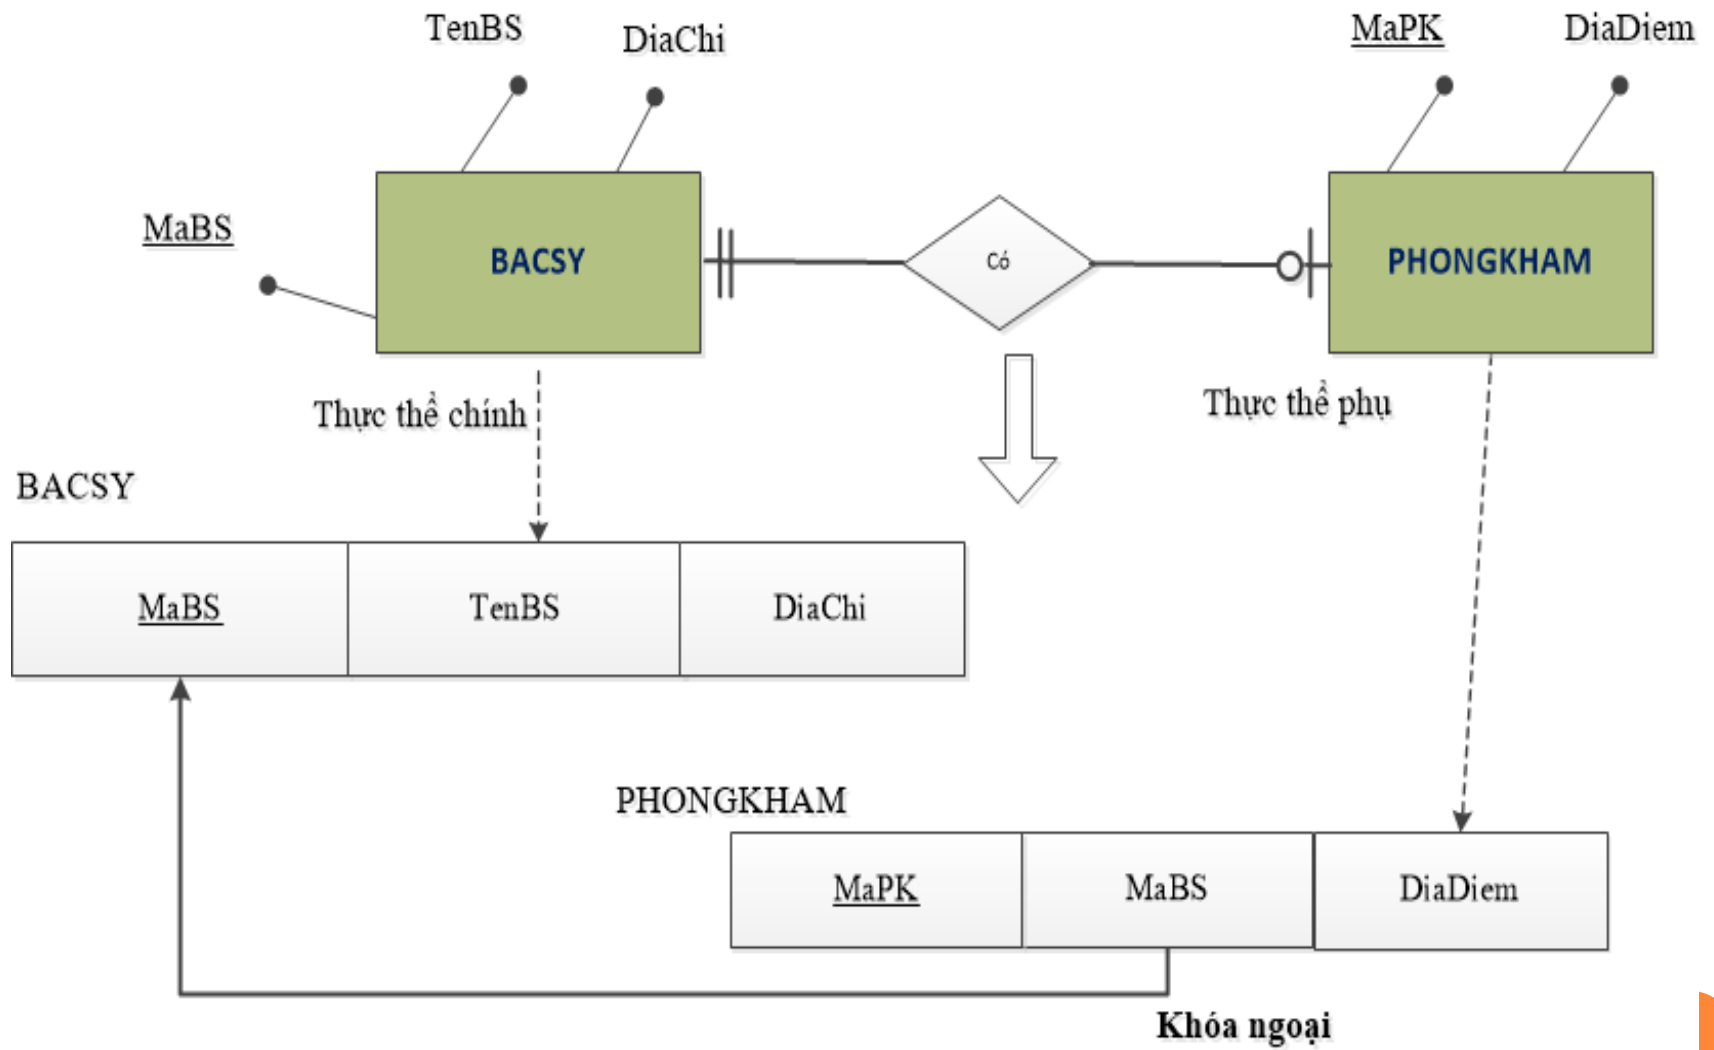 TenBS
DiaChi
MaPK
DiaDiem
MaBS
BACSY
Có
PHONGKHAM
Thực thể chính
Thực thể phụ
BACSY
MaBS
TenBS
DiaChi
PHONGKHAM
MaPK
MaBS
DiaDiem
Khóa ngoại